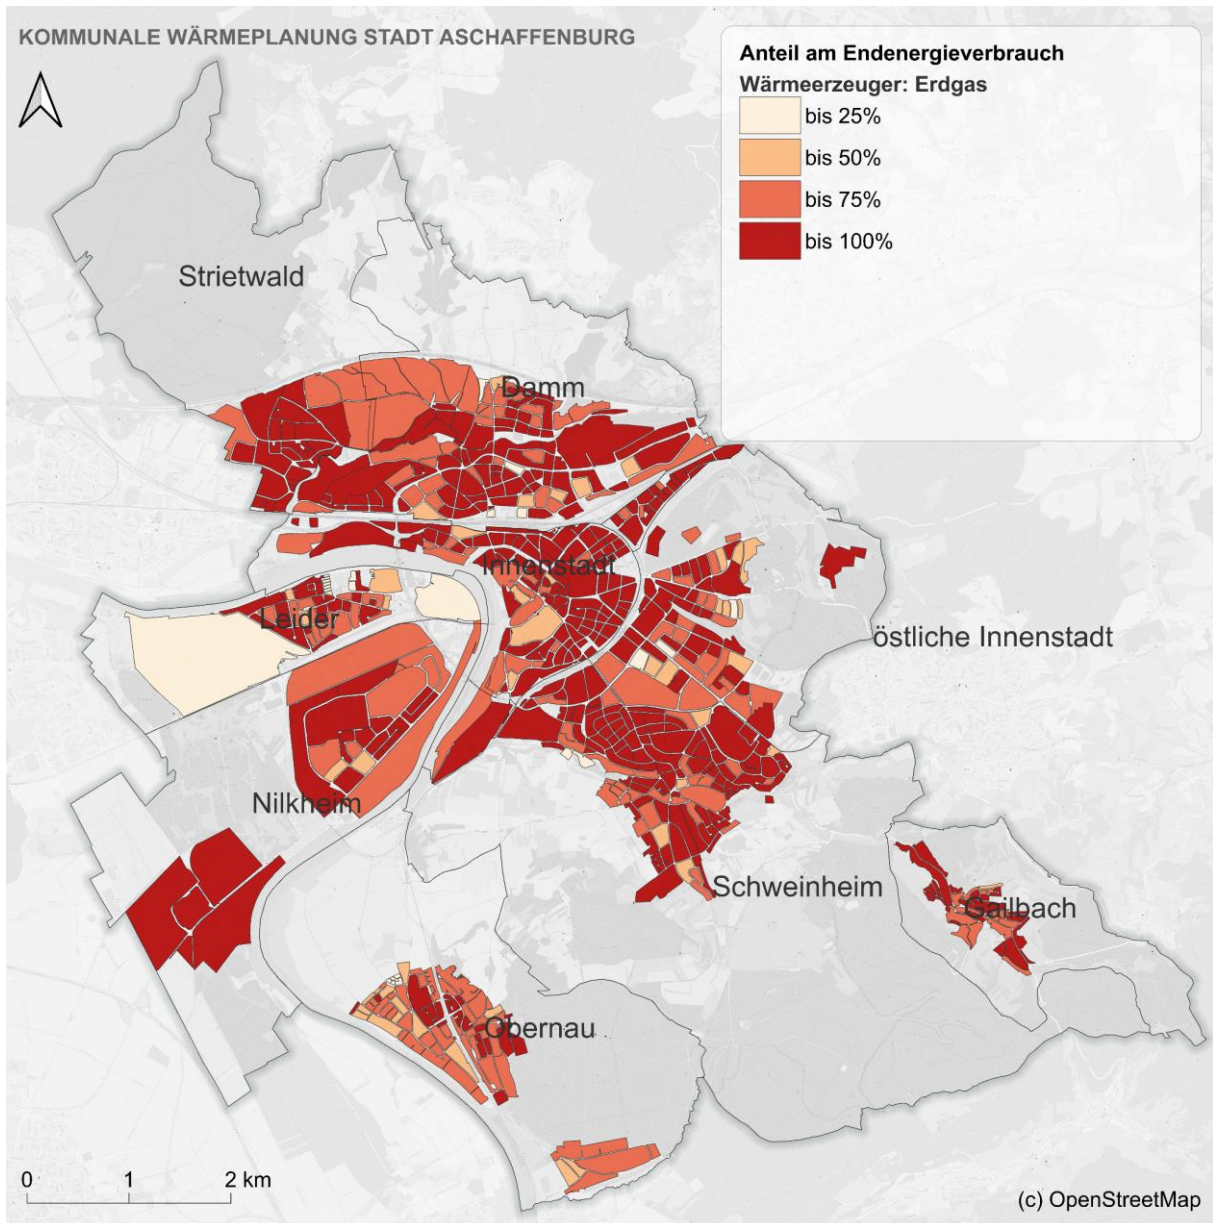 KOMMUNALE WÄRMEPLANUNG STADT ASCHAFFENBURG
Anteil am Endenergieverbrauch
Wärmeerzeuger: Erdgas
bis 25%
bis 50%
bis 75%
bis 100%
Strietwald
Damm
Innenstadt
Leider
östliche Innenstadt
Nilkheim
Schweinheim
Gailbach
Obernau
0 1 2 km
(c) OpenStreetMap